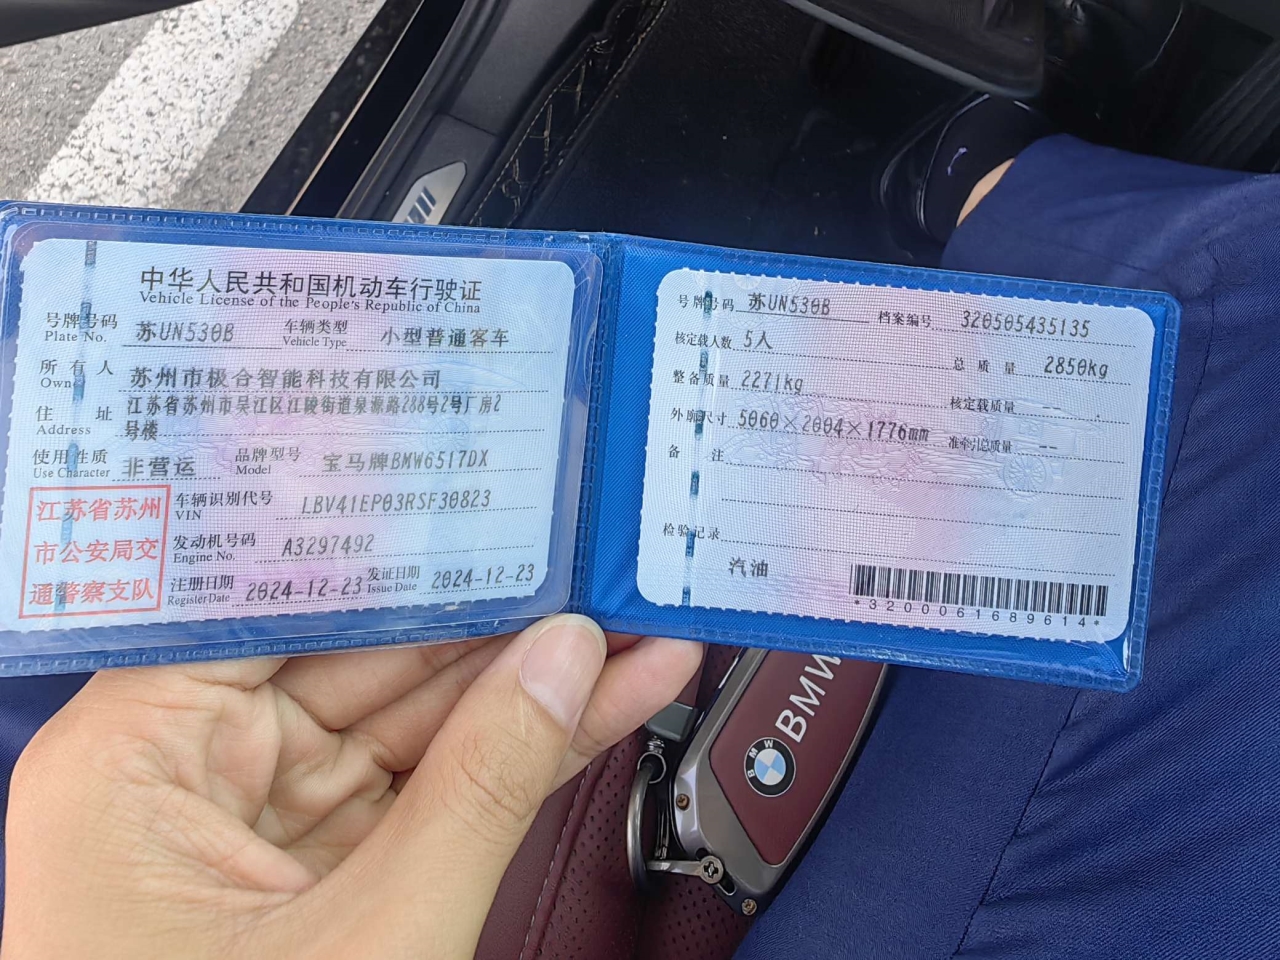 中华人民共和国机动车行驶证
Vehicle License of the People's Republic of China
号牌号码 苏UN530B 车辆类型 小型普通客车
Plate No. Vehicle Type
所有人 苏州市极合智能科技有限公司
Owner
住址 江苏省苏州市吴江区江陵街道泉源路288号2号厂房2
Address 号楼
使用性质 非营运 品牌型号 宝马牌BMW6517DX
Use Character Model
江苏省苏州
市公安局交
通警察支队
车辆识别代号 LBV41EP03RSF30823
VIN
发动机号码 A3297492
Engine No.
注册日期 2024-12-23 发证日期 2024-12-23
Register Date Issue Date
号牌号码 苏UN530B 档案编号 320505435135
核定载人数 5人 总质量 2850kg
整备质量 2271kg 核定载质量 --
外廓尺寸 5060×2004×1776mm 准牵引总质量 --
备注
检验记录
汽油
*3200061689614*
BMW
BMW